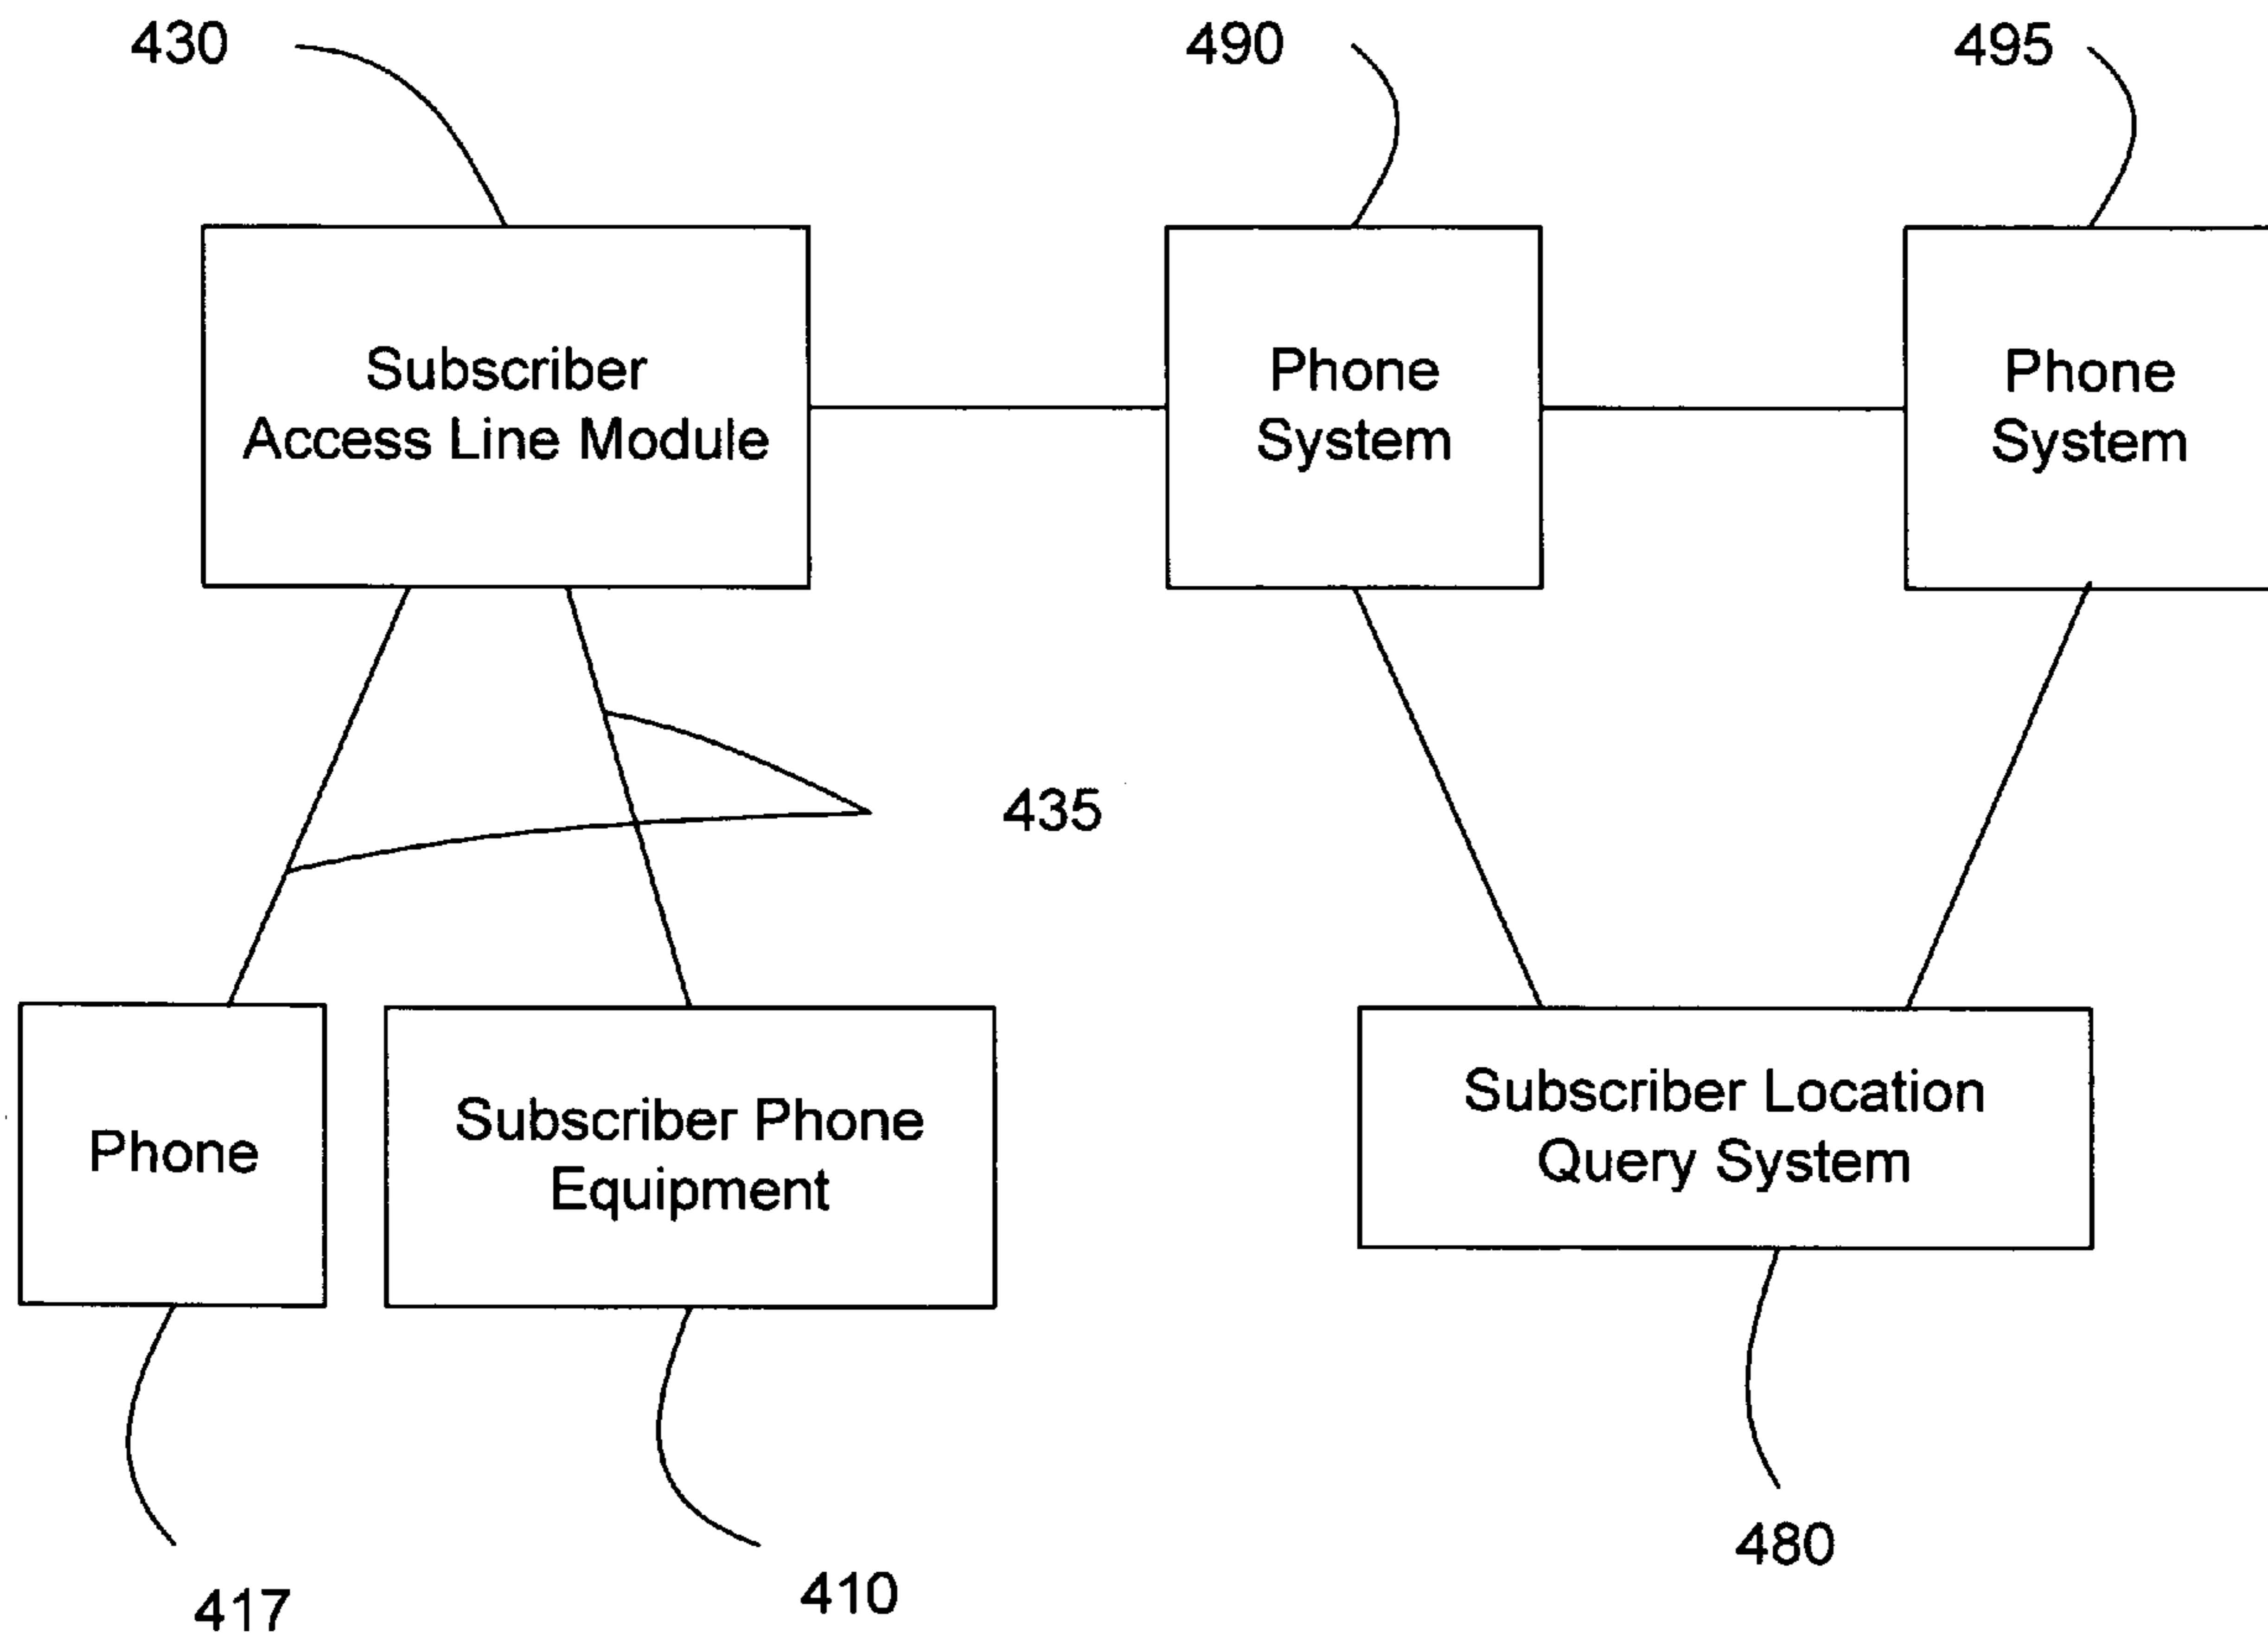 430
490
495
Subscriber
Access Line Module
Phone
System
Phone
System
435
Phone
Subscriber Phone
Equipment
Subscriber Location
Query System
417
410
480